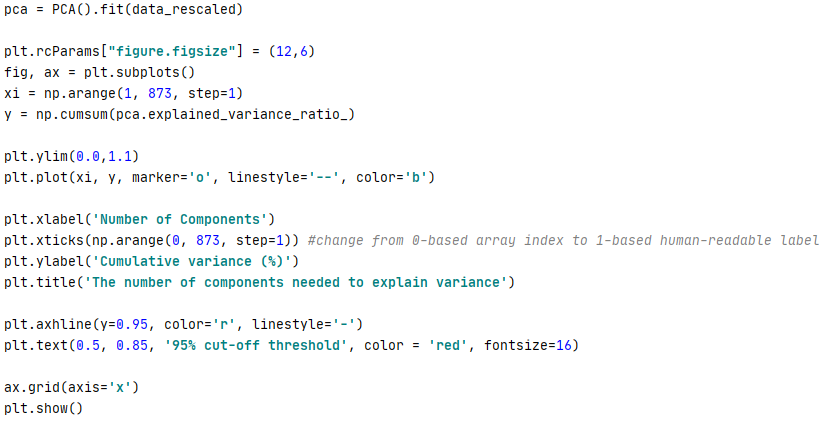 pca = PCA().fit(data_rescaled)
plt.rcParams["figure.figsize"] = (12,6)
fig, ax = plt.subplots()
xi = np.arange(1, 873, step=1)
y = np.cumsum(pca.explained_variance_ratio_)
plt.ylim(0.0,1.1)
plt.plot(xi, y, marker='o', linestyle='--', color='b')
plt.xlabel('Number of Components')
plt.xticks(np.arange(0, 873, step=1)) #change from 0-based array index to 1-based human-readable label
plt.ylabel('Cumulative variance (%)')
plt.title('The number of components needed to explain variance')
plt.axhline(y=0.95, color='r', linestyle='-')
plt.text(0.5, 0.85, '95% cut-off threshold', color = 'red', fontsize=16)
ax.grid(axis='x')
plt.show()